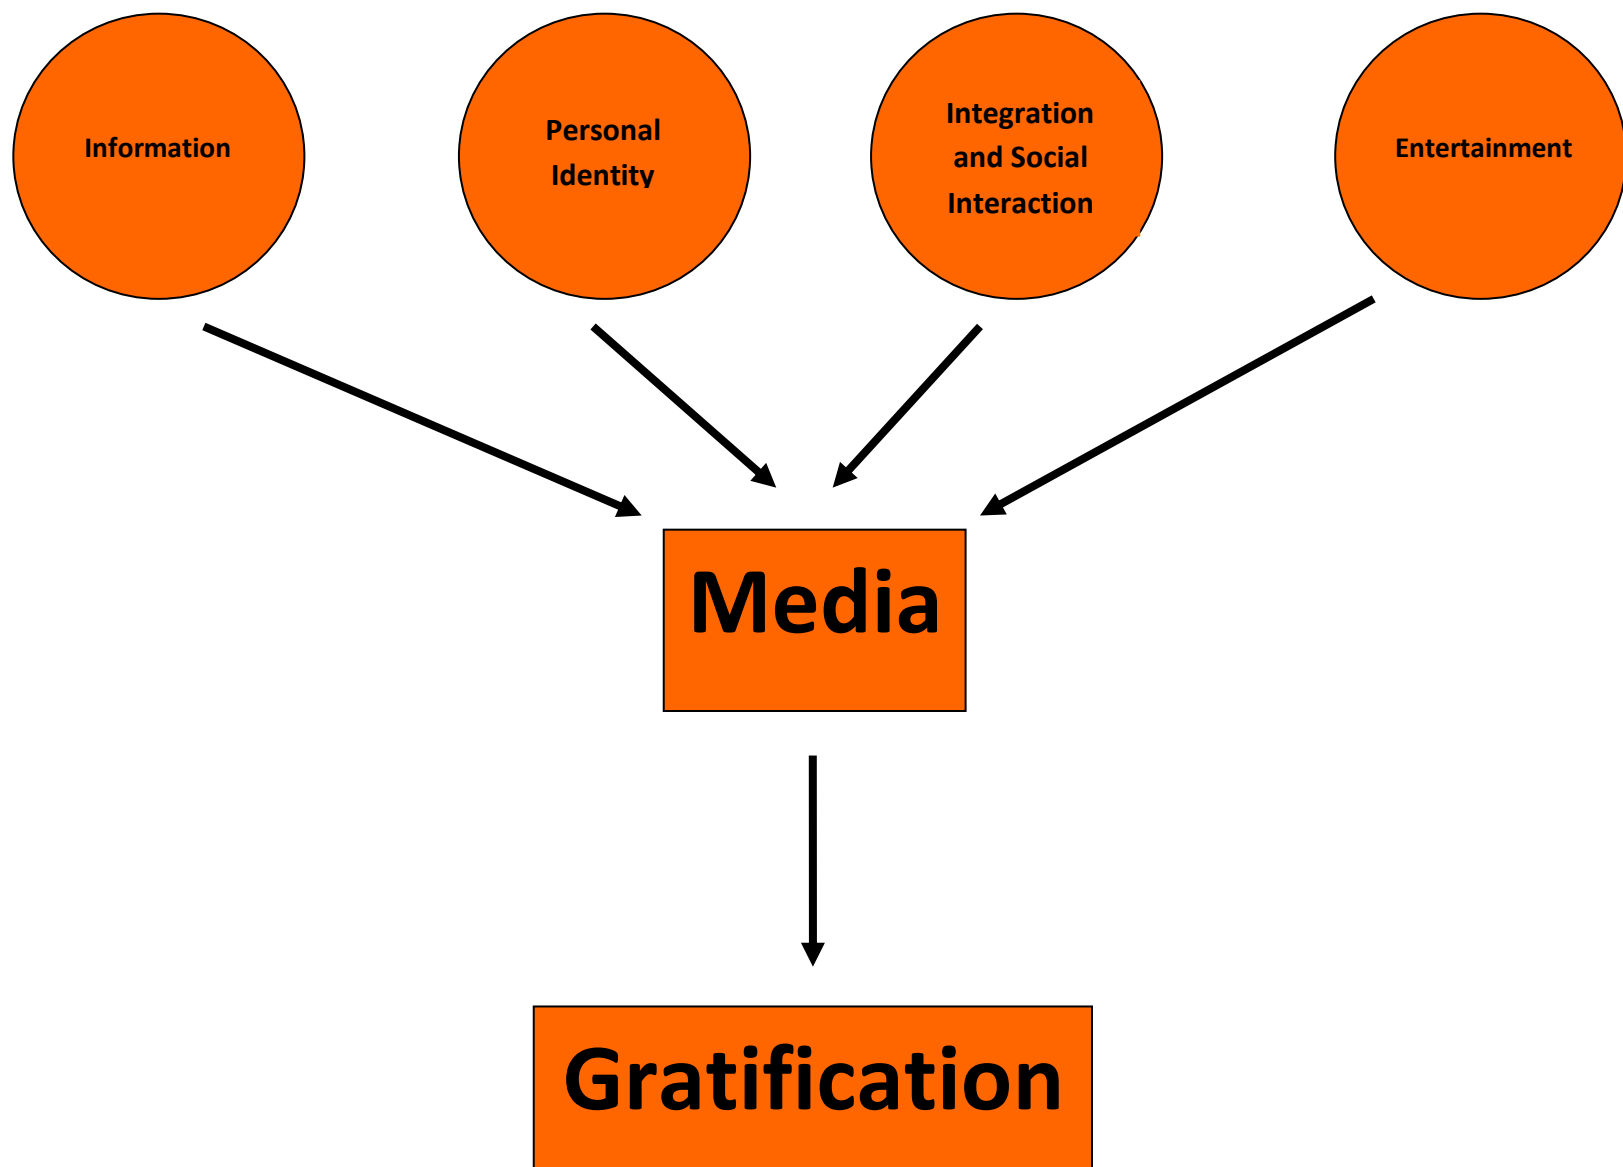 Information
Personal
Identity
Integration
and Social
Interaction
Entertainment
Media
Gratification